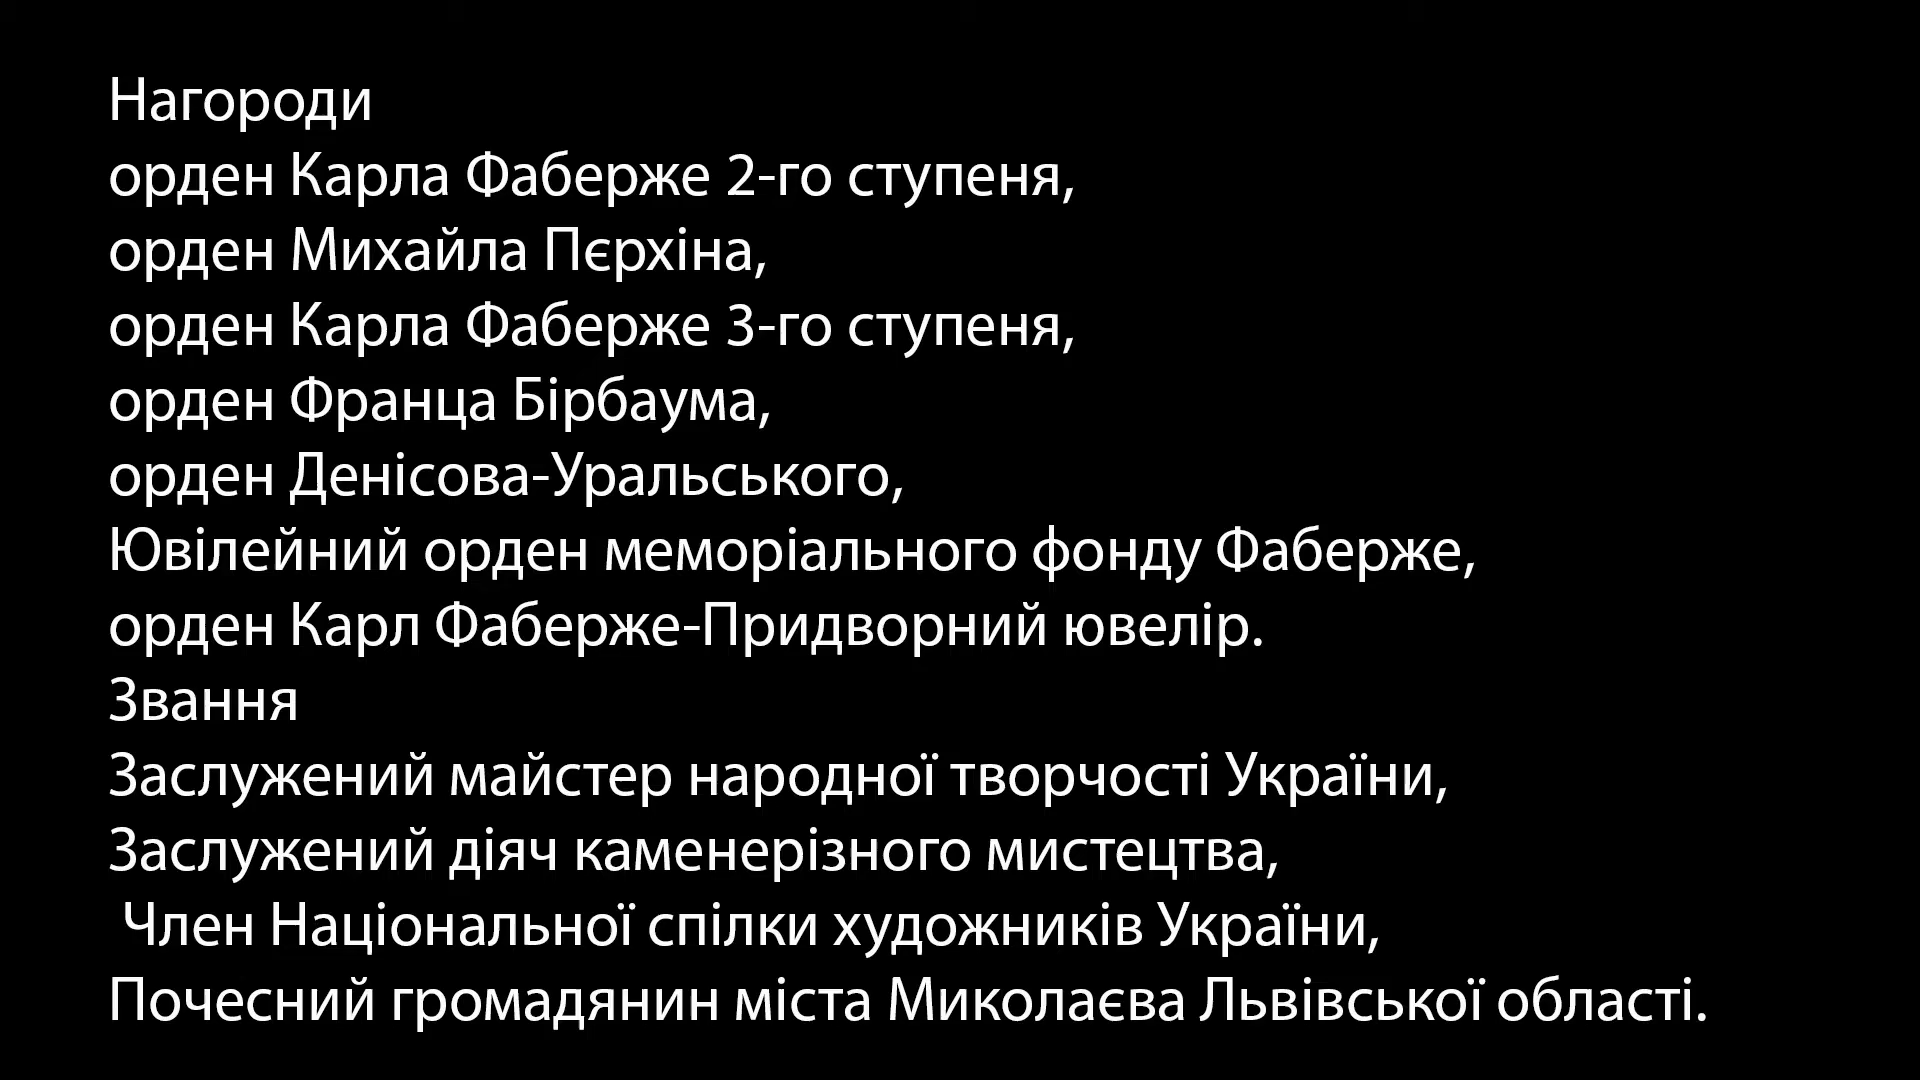 Нагороди
орден Карла Фаберже 2-го ступеня,
орден Михайла Пєрхіна,
орден Карла Фаберже 3-го ступеня,
орден Франца Бірбаума,
орден Денісова-Уральського,
Ювілейний орден меморіального фонду Фаберже,
орден Карл Фаберже-Придворний ювелір.
Звання
Заслужений майстер народної творчості України,
Заслужений діяч каменерізного мистецтва,
Член Національної спілки художників України,
Почесний громадянин міста Миколаєва Львівської області.